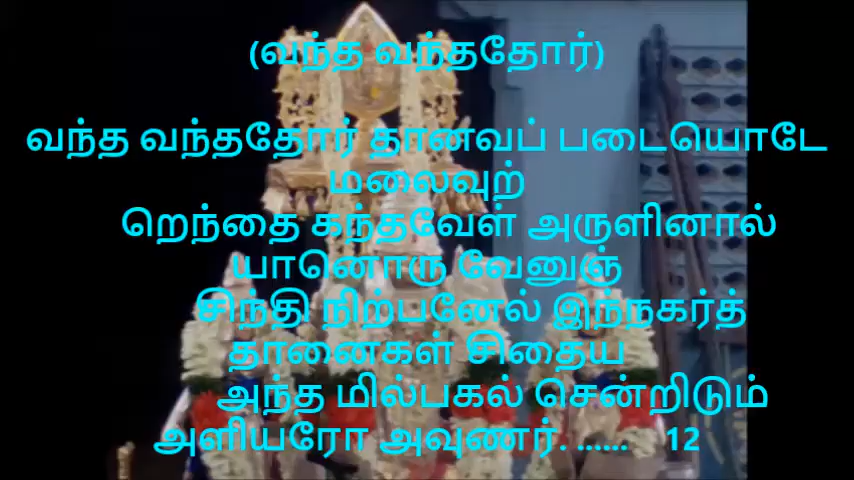 (வந்த வந்ததோர்)
வந்த வந்ததோர் தானவப் படையொடே
மலைவுற்
றெந்தை கந்தவேள் அருளினால்
யானொரு வேனுஞ்
சிந்தி நிற்பனேல் இந்நகர்த்
தானைகள் சிதைய
அந்த மில்பகல் சென்றிடும்
அளியரோ அவுணர். ...... 12